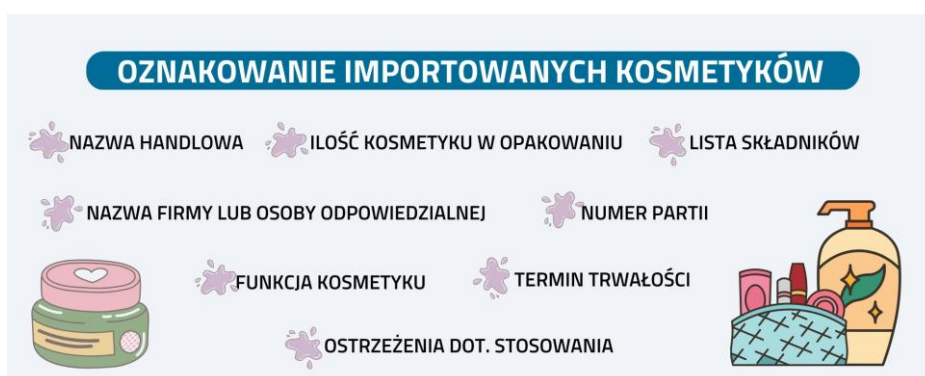 OZNAKOWANIE IMPORTOWANYCH KOSMETYKÓW
NAZWA HANDLOWA
ILOŚĆ KOSMETYKU W OPAKOWANIU
LISTA SKŁADNIKÓW
NAZWA FIRMY LUB OSOBY ODPOWIEDZIALNEJ
NUMER PARTII
FUNKCJA KOSMETYKU
TERMIN TRWAŁOŚCI
OSTRZEŻENIA DOT. STOSOWANIA